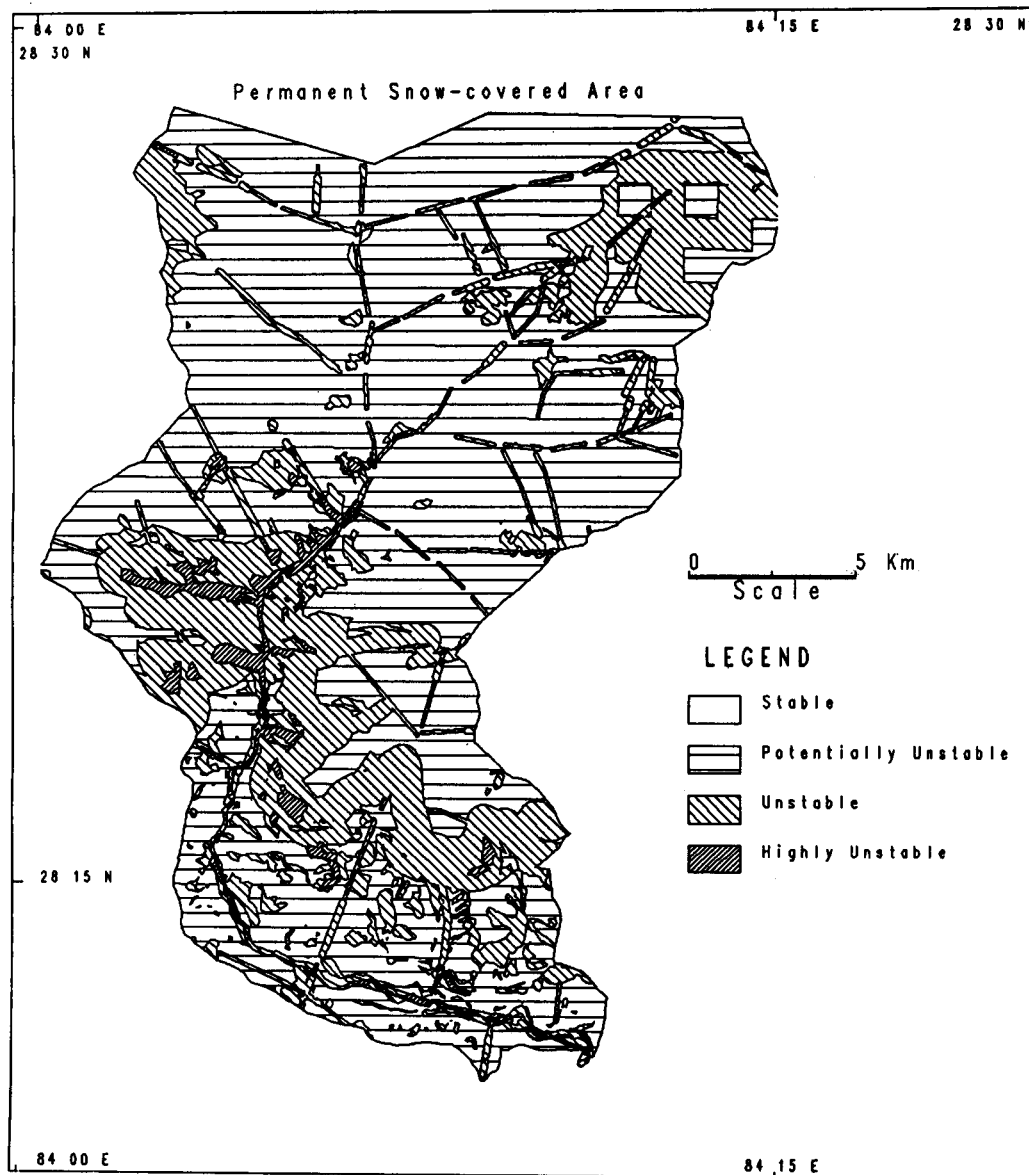 84 00 E 84 15 E 28 30 N
28 30 N
Permanent Snow-covered Area
0 5 Km
Scale
LEGEND
Stable
Potentially Unstable
Unstable
Highly Unstable
28 15 N
84 00 E 84 15 E